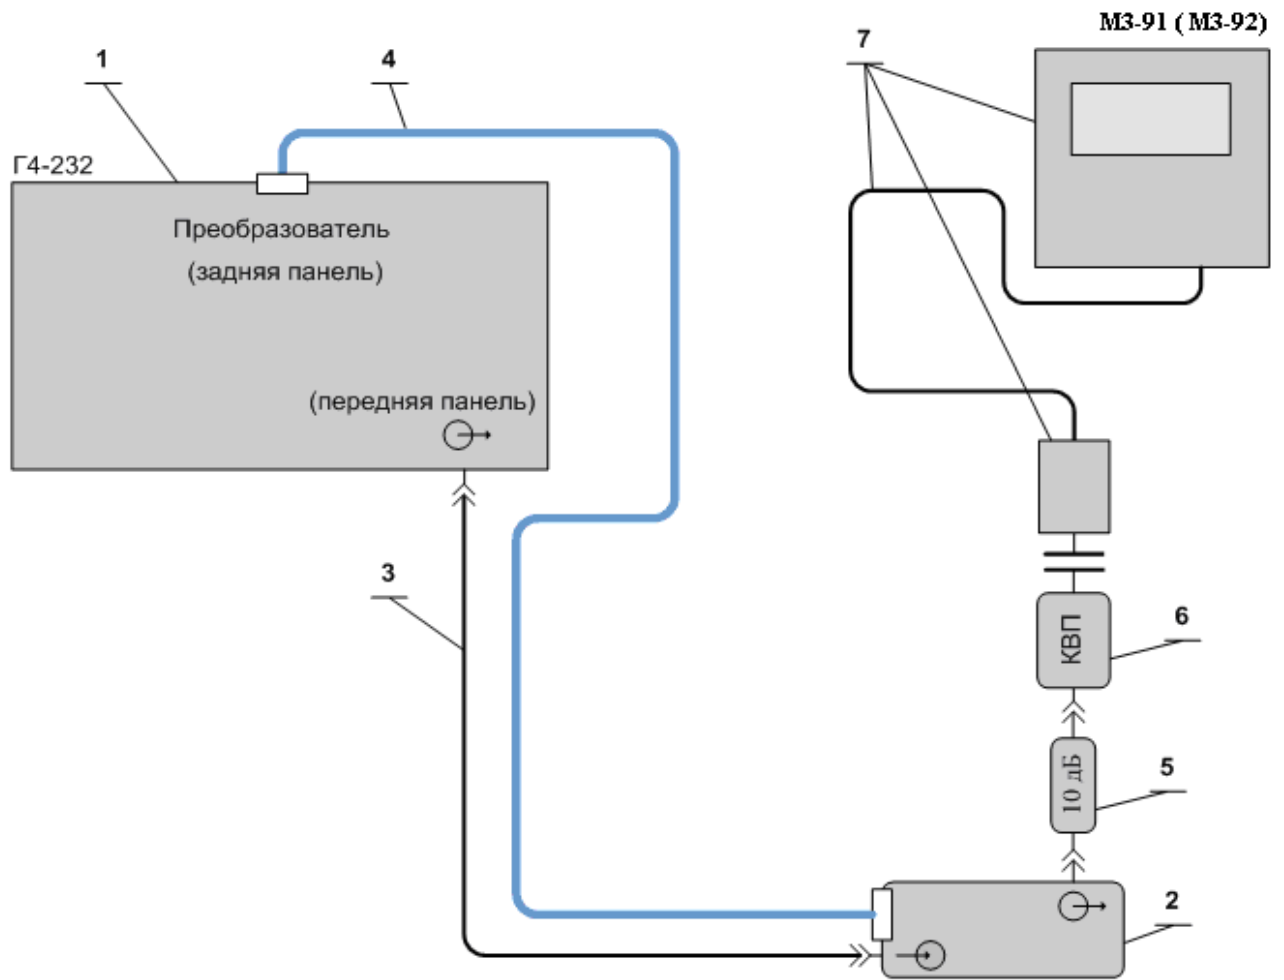 М3-91 ( М3-92)
1
4
7
Г4-232
Преобразователь
(задняя панель)
(передняя панель)
3
6
КВП
5
10 дБ
2